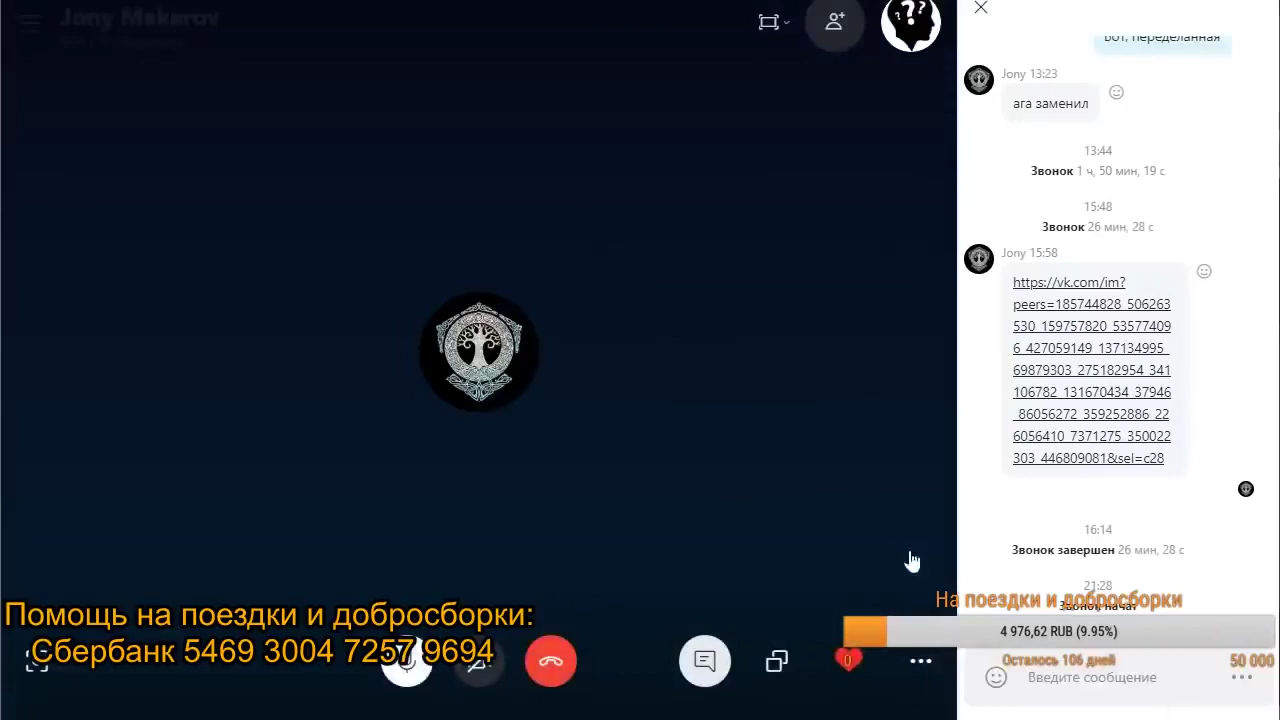 Jony Makarov
вот, переделанная
Jony 13:23
ага заменил
13:44
Звонок 1 ч, 50 мин, 19 с
15:48
Звонок 26 мин, 28 с
Jony 15:58
https://vk.com/im?
peers=185744828_506263
530_159757820_53577409
6_427059149_137134995_
69879303_275182954_341
106782_131670434_37946
_86056272_359252886_22
6056410_7371275_350022
303_446809081&sel=c28
16:14
Звонок завершен 26 мин, 28 с
21:28
Звонок начат
На поездки и добросборки
4 976,62 RUB (9.95%)
Осталось 106 дней
50 000
Введите сообщение
Помощь на поездки и добросборки:
Сбербанк 5469 3004 7257 9694
0
??
?